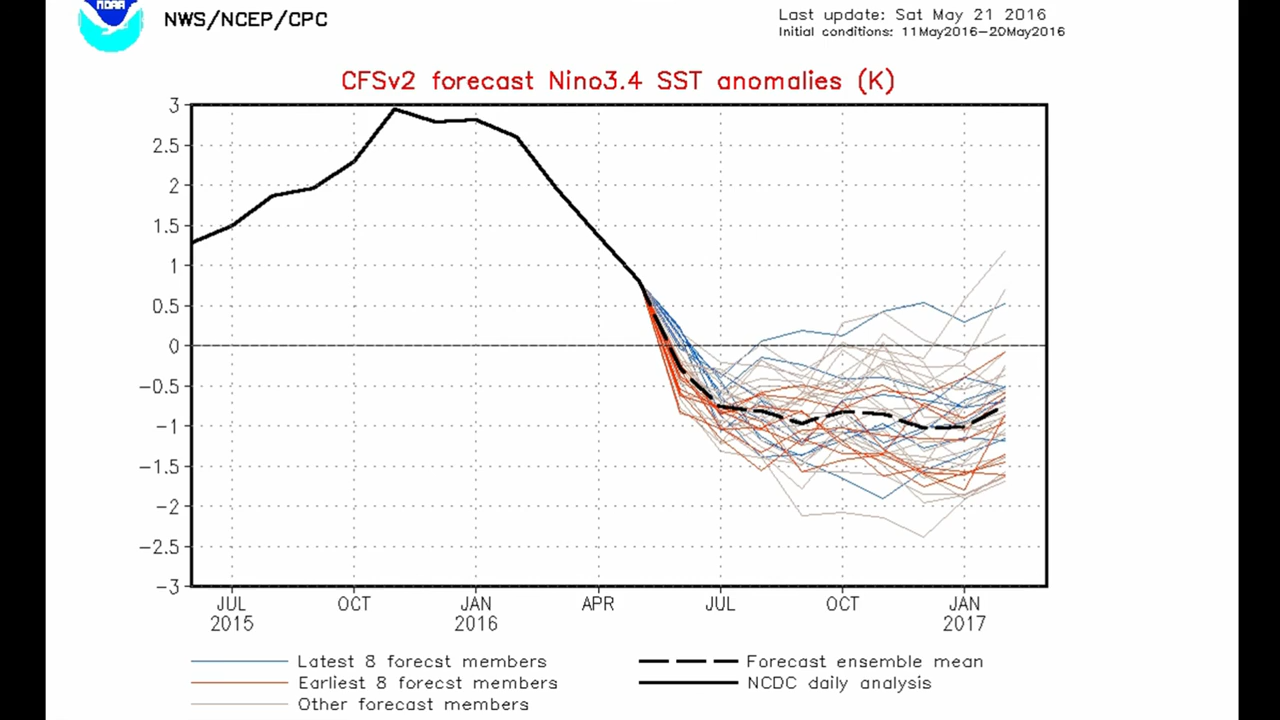 NOAA
NWS/NCEP/CPC
Last update: Sat May 21 2016
Initial conditions: 11May2016–20May2016
CFSv2 forecast Nino3.4 SST anomalies (K)
3
2.5
2
1.5
1
0.5
0
−0.5
−1
−1.5
−2
−2.5
−3
JUL OCT JAN APR JUL OCT JAN
2015 2016 2017
Latest 8 forecst members
Earliest 8 forecst members
Other forecast members
Forecast ensemble mean
NCDC daily analysis